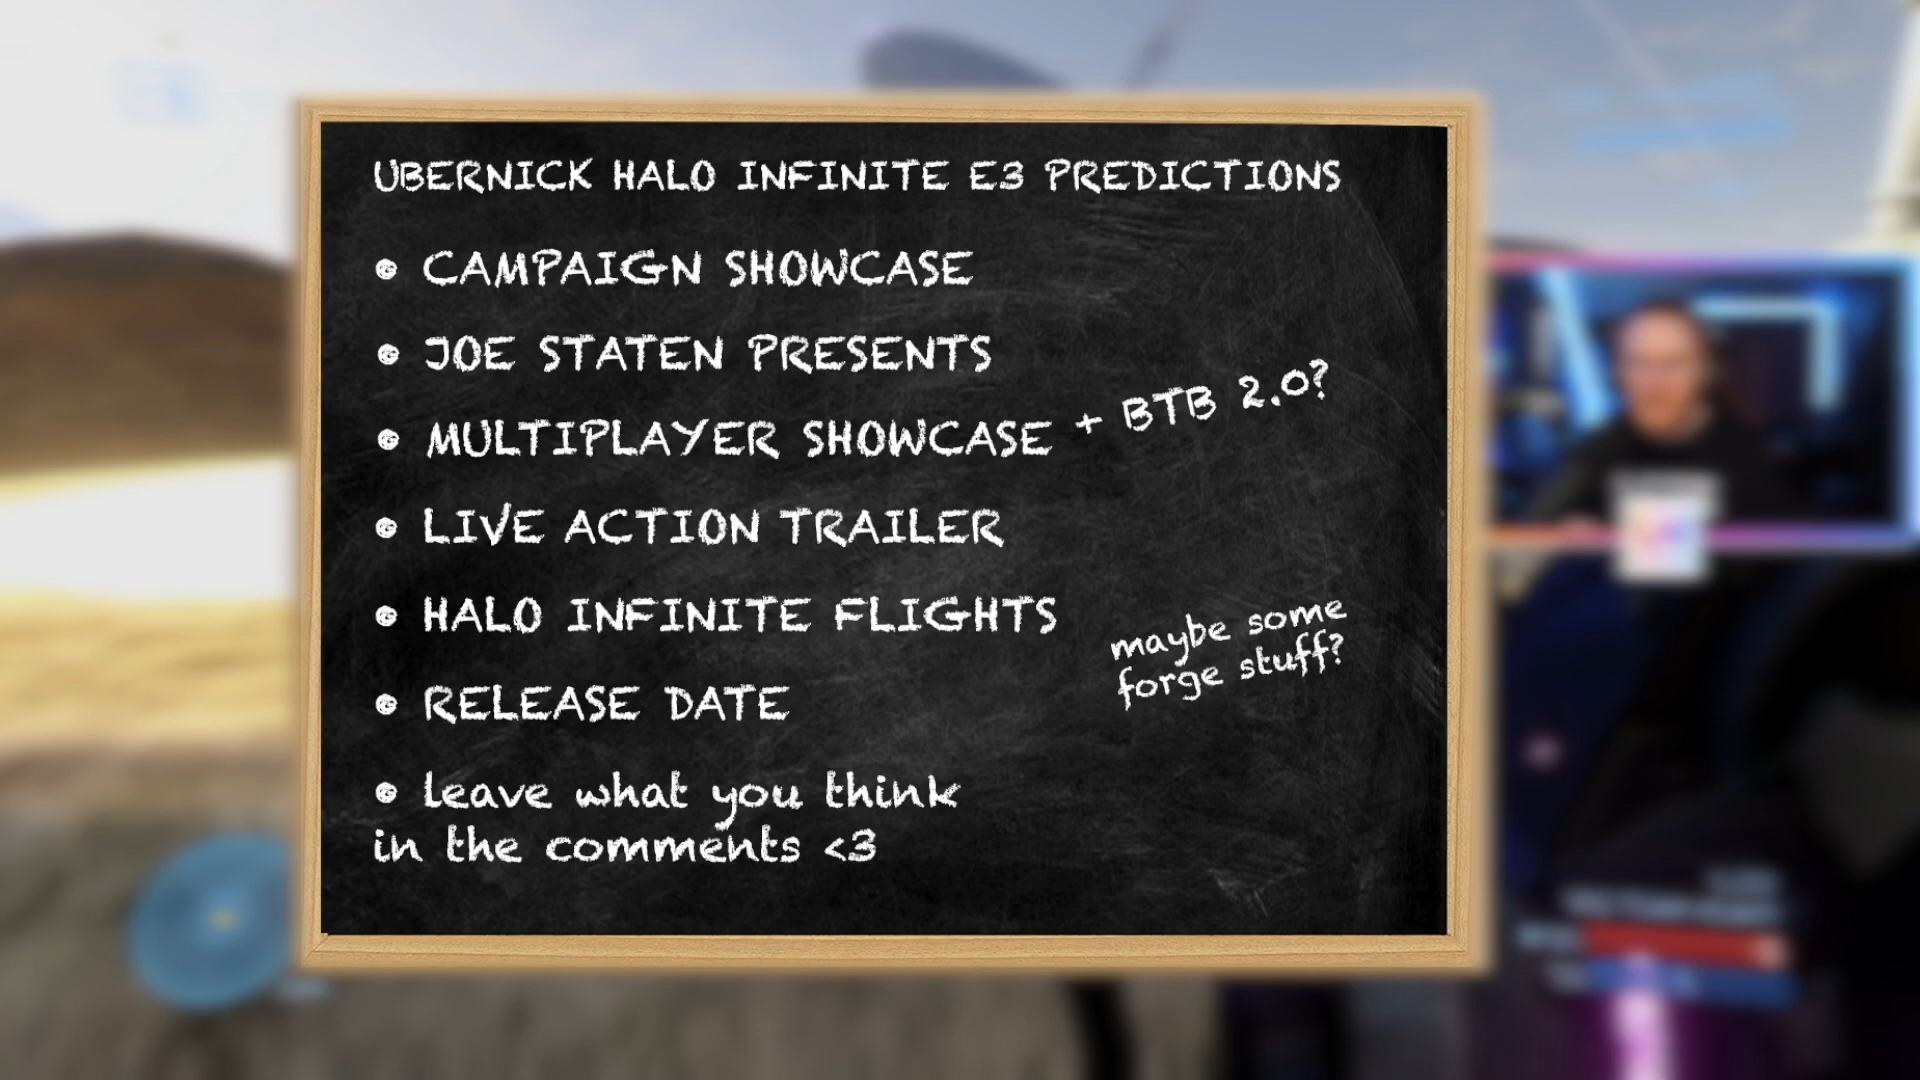 UBERNICK HALO INFINITE E3 PREDICTIONS
• CAMPAIGN SHOWCASE
• JOE STATEN PRESENTS
• MULTIPLAYER SHOWCASE + BTB 2.0?
• LIVE ACTION TRAILER
• HALO INFINITE FLIGHTS
maybe some
forge stuff?
• RELEASE DATE
• leave what you think
in the comments <3